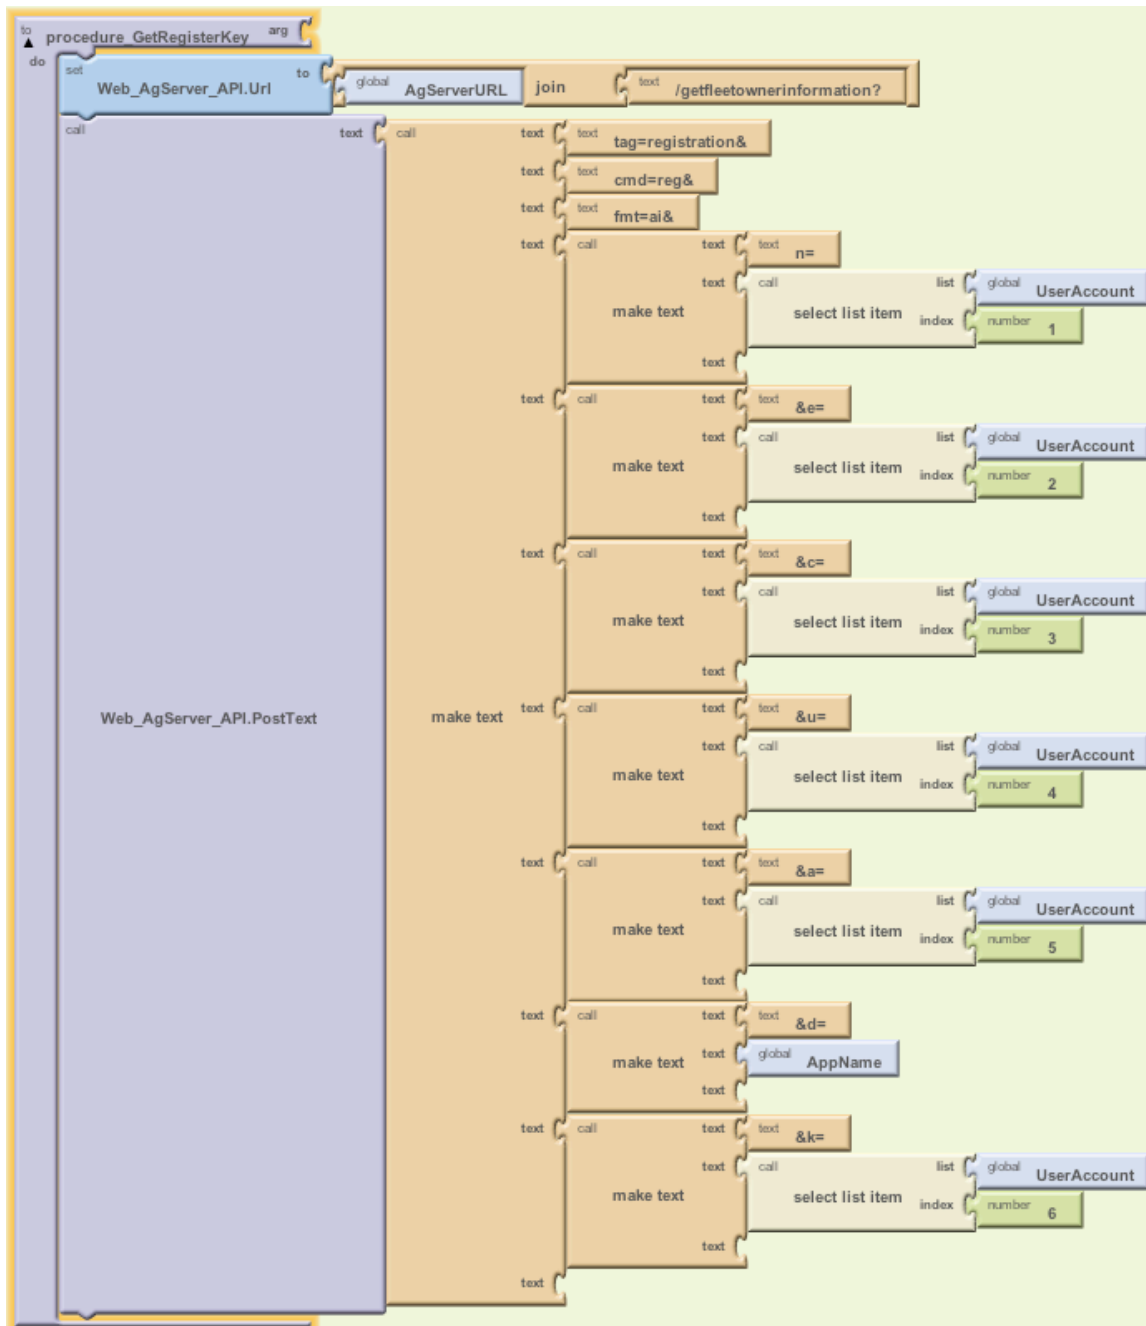 to procedure_GetRegisterKey arg
do
set Web_AgServer_API.Url to global AgServerURL join text /getfleetownerinformation?
call text call text text tag=registration&
text text cmd=reg&
text text fmt=ai&
text call text text n=
text call list global UserAccount
make text select list item index number 1
text
text call text text &e=
text call list global UserAccount
make text select list item index number 2
text
text call text text &c=
text call list global UserAccount
make text select list item index number 3
text
Web_AgServer_API.PostText make text text call text text &u=
text call list global UserAccount
make text select list item index number 4
text
text call text text &a=
text call list global UserAccount
make text select list item index number 5
text
text call text text &d=
make text text global AppName
text
text call text text &k=
text call list global UserAccount
make text select list item index number 6
text
text